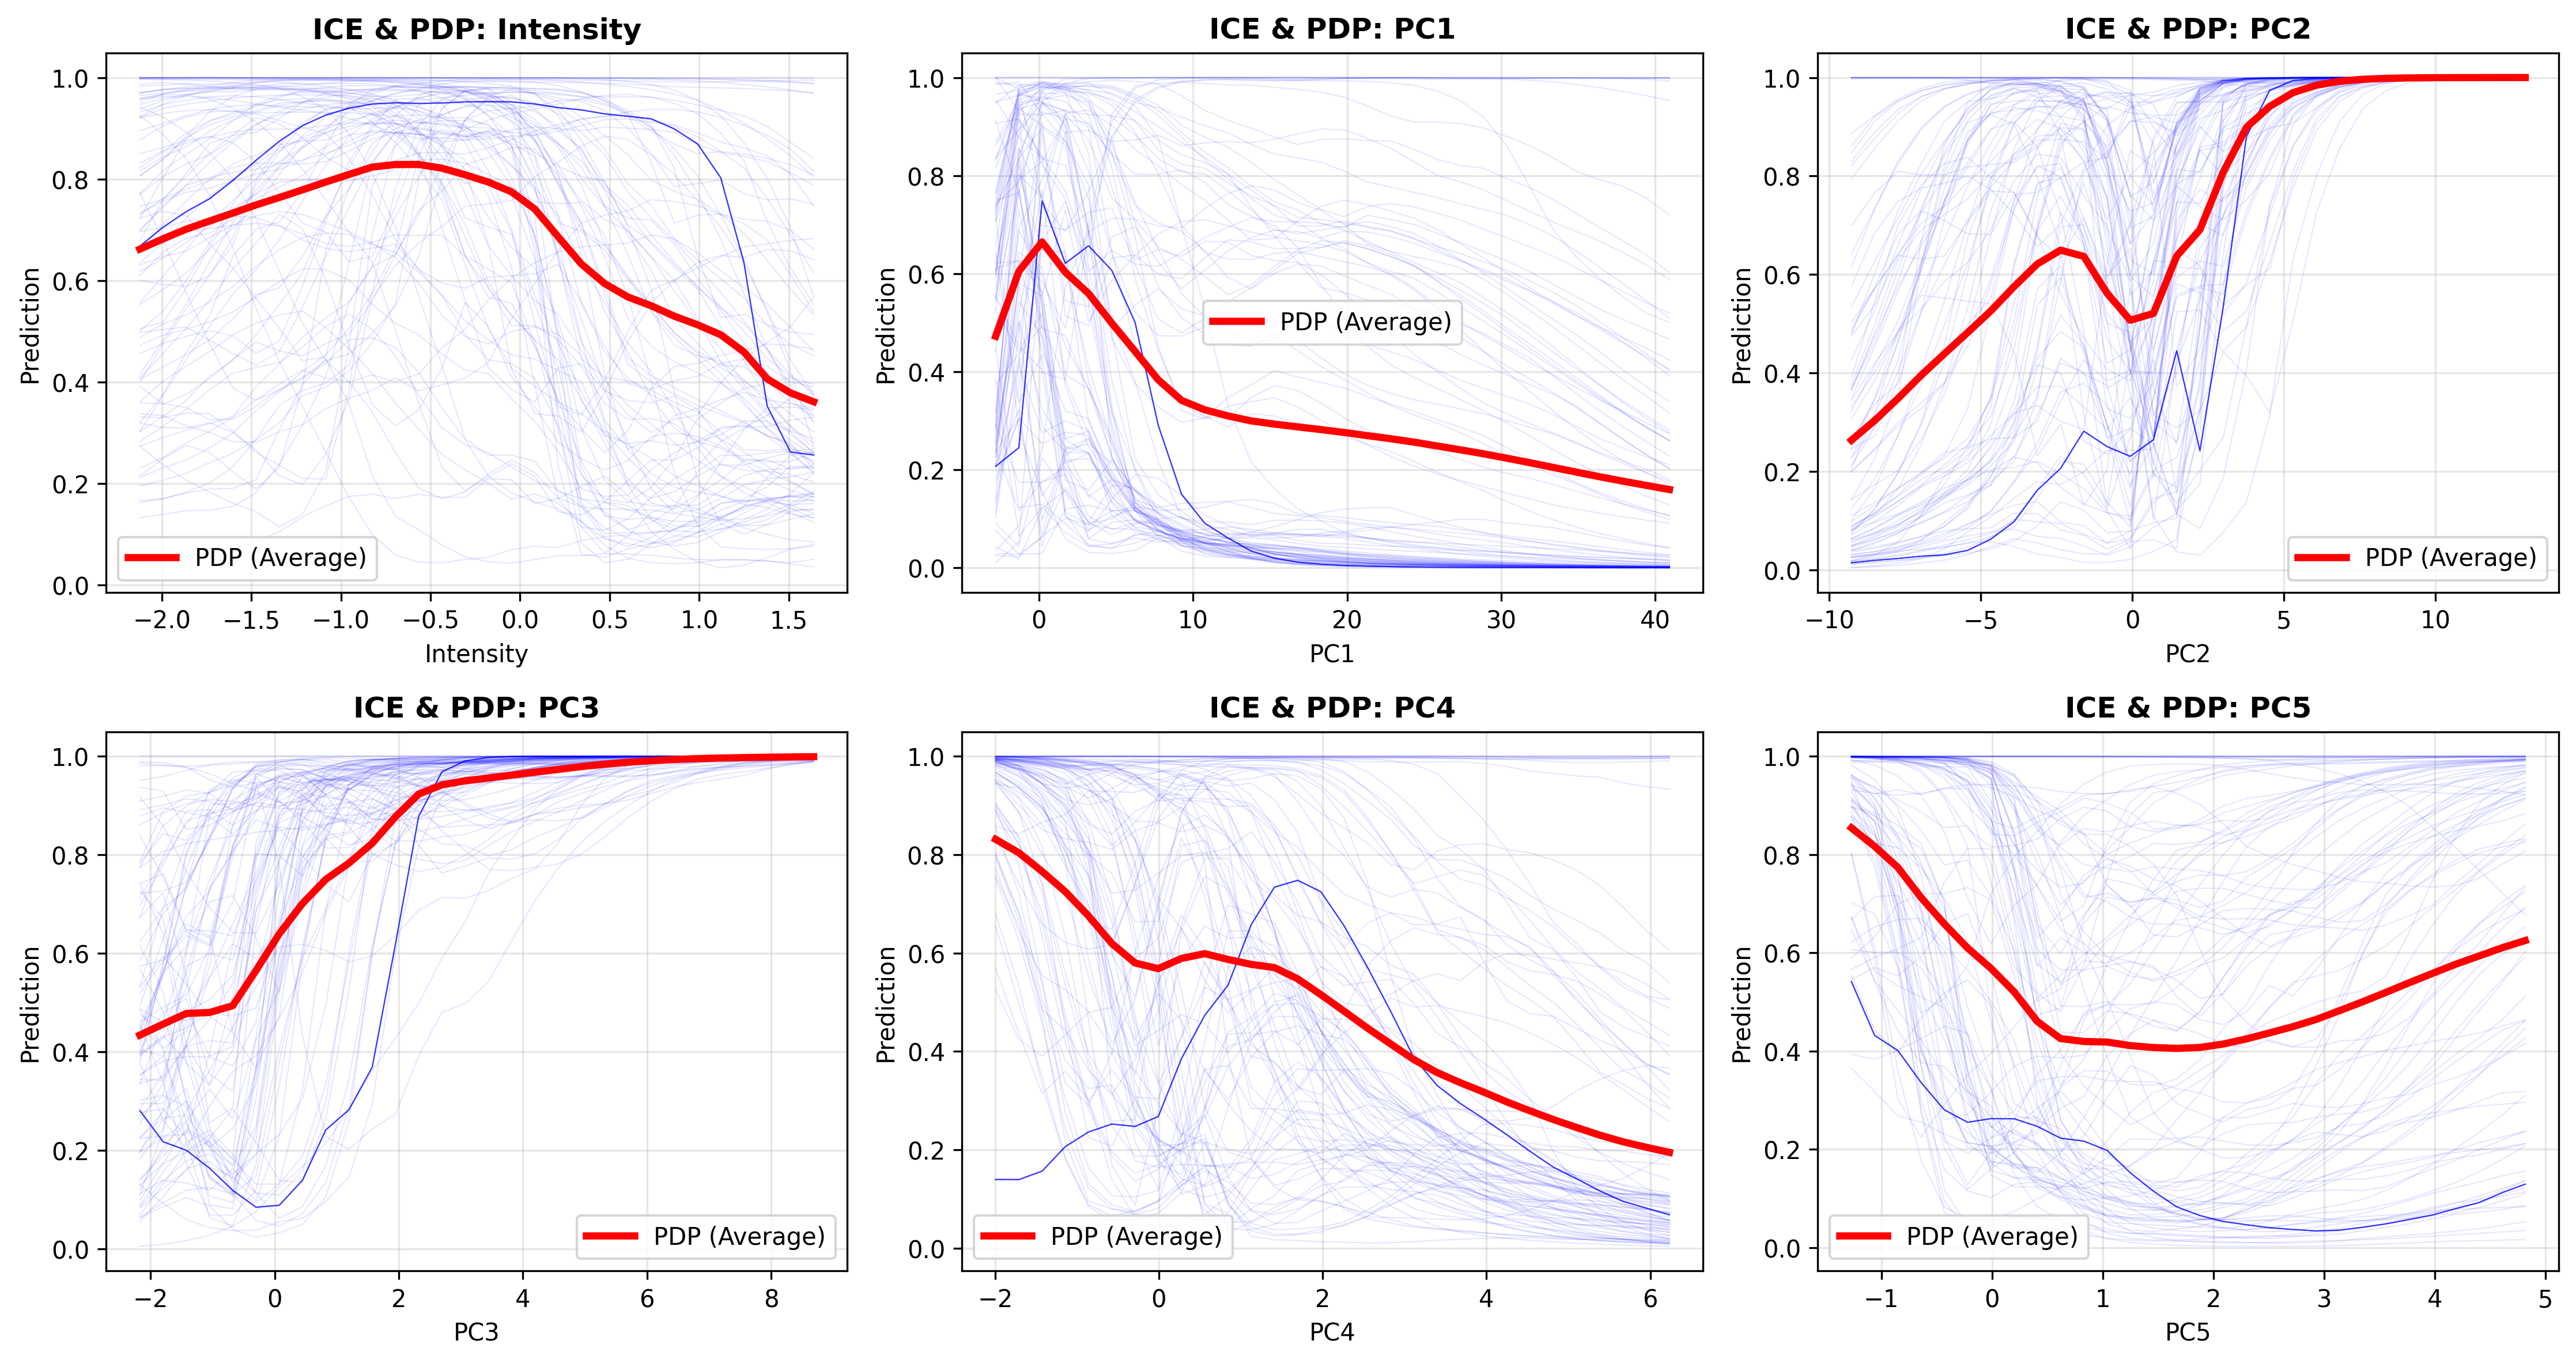 ICE & PDP: Intensity
1.0
0.8
0.6
0.4
0.2
0.0
Prediction
PDP (Average)
−2.0 −1.5 −1.0 −0.5 0.0 0.5 1.0 1.5
Intensity
ICE & PDP: PC1
1.0
0.8
0.6
0.4
0.2
0.0
Prediction
PDP (Average)
0 10 20 30 40
PC1
ICE & PDP: PC2
1.0
0.8
0.6
0.4
0.2
0.0
Prediction
PDP (Average)
−10 −5 0 5 10
PC2
ICE & PDP: PC3
1.0
0.8
0.6
0.4
0.2
0.0
Prediction
PDP (Average)
−2 0 2 4 6 8
PC3
ICE & PDP: PC4
1.0
0.8
0.6
0.4
0.2
0.0
Prediction
PDP (Average)
−2 0 2 4 6
PC4
ICE & PDP: PC5
1.0
0.8
0.6
0.4
0.2
0.0
Prediction
PDP (Average)
−1 0 1 2 3 4 5
PC5